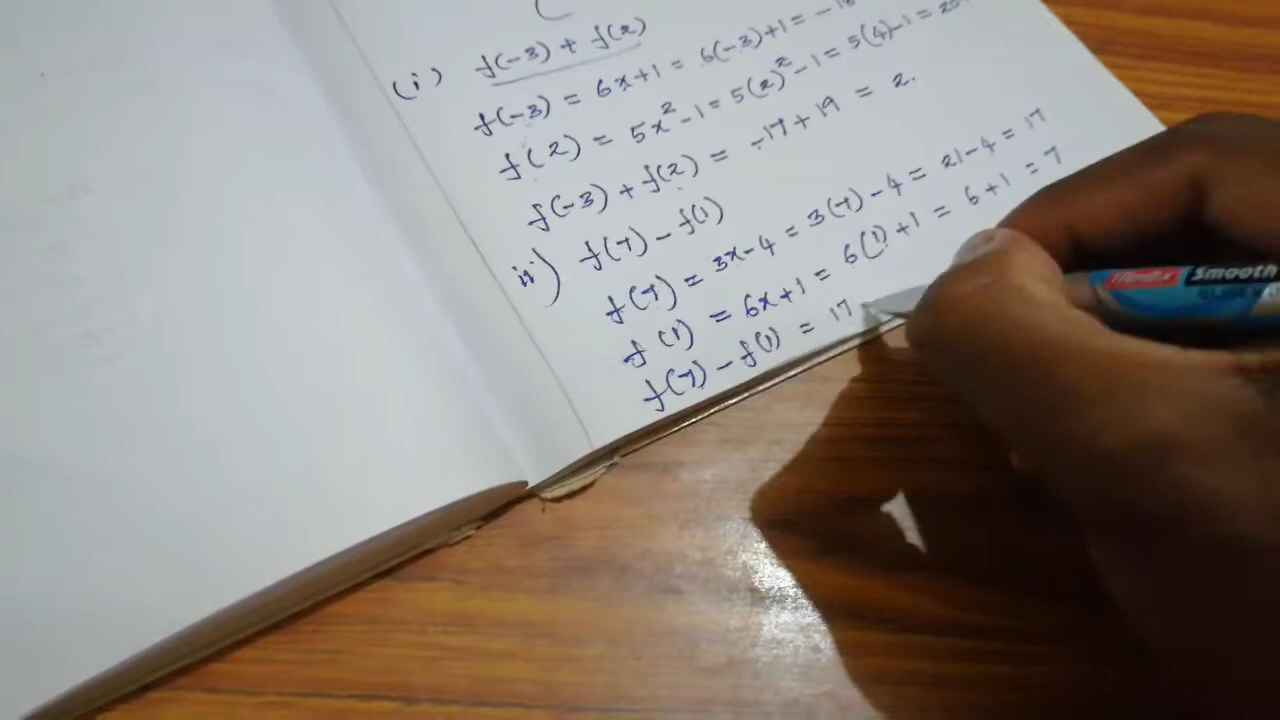 (i) f(-3) + f(2)
f(-3) = 6x+1 = 6(-3)+1 = -18
f(2) = 5x²-1 = 5(2)²-1 = 5(4)-1 = 20
f(-3) + f(2) = -17+19 = 2.
ii) f(7) - f(1)
f(7) = 3x-4 = 3(7)-4 = 21-4 = 17
f(1) = 6x+1 = 6(1)+1 = 6+1 = 7
f(7) - f(1) = 17
Smooth